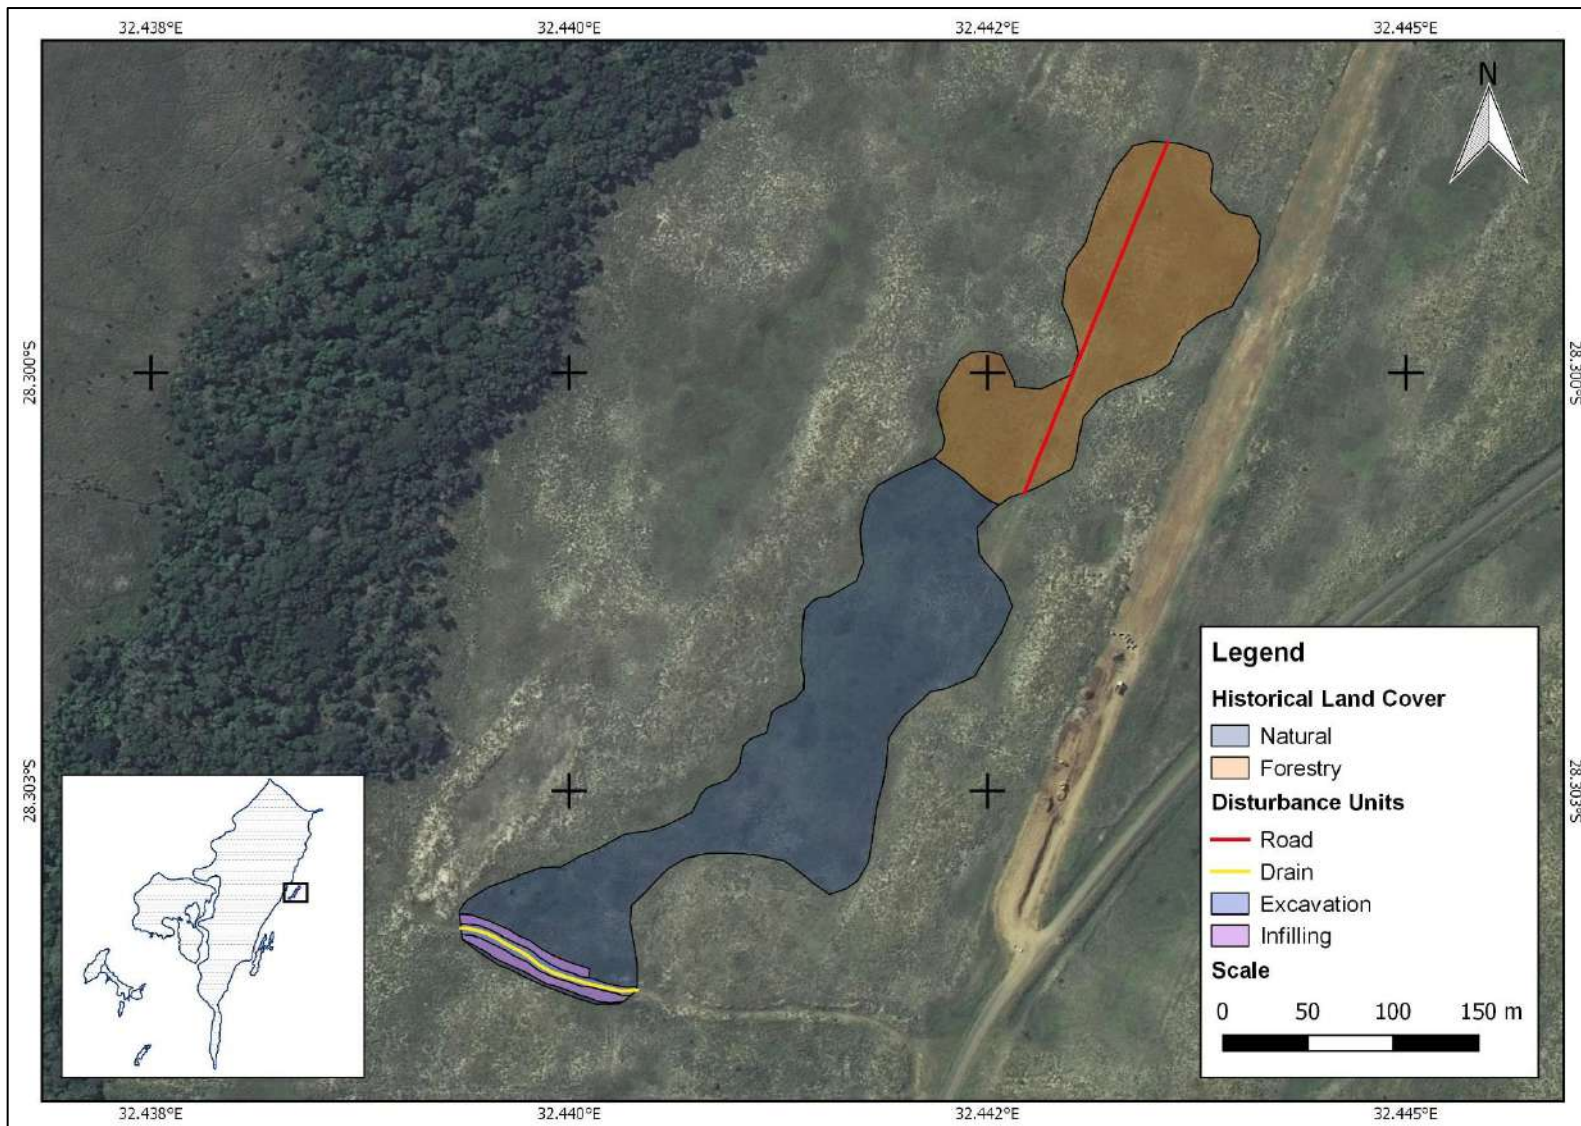 32.438°E 32.440°E 32.442°E 32.445°E
N
28.300°S 28.300°S
28.303°S 28.303°S
Legend
Historical Land Cover
Natural
Forestry
Disturbance Units
Road
Drain
Excavation
Infilling
Scale
0 50 100 150 m
32.438°E 32.440°E 32.442°E 32.445°E